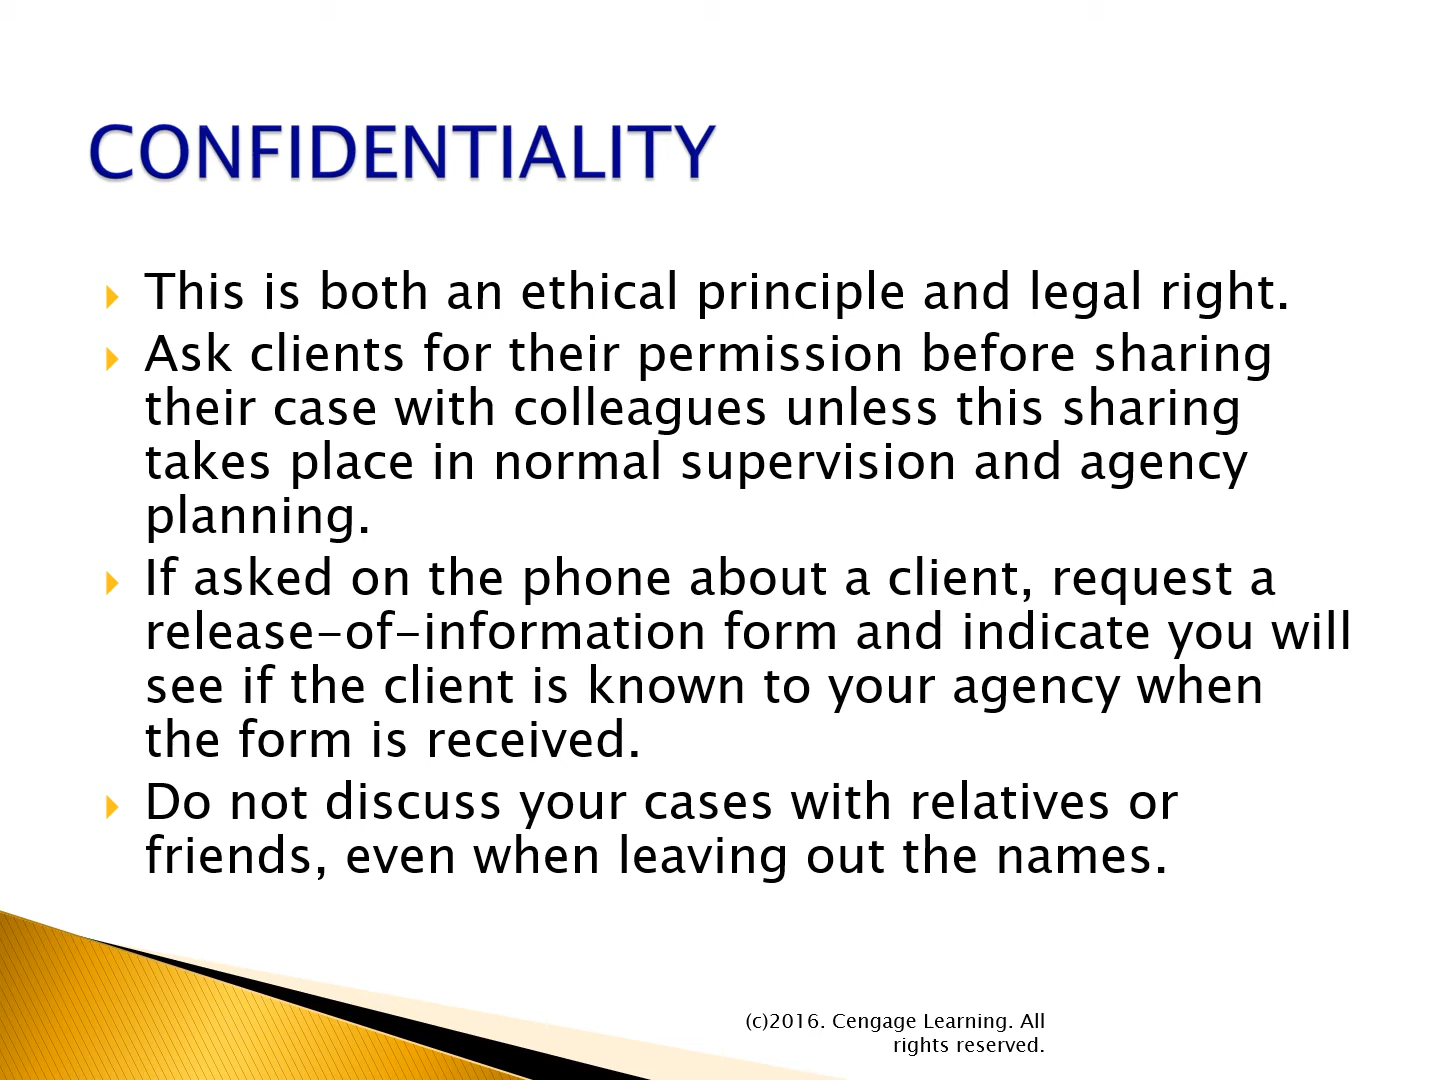 CONFIDENTIALITY
This is both an ethical principle and legal right.
Ask clients for their permission before sharing
their case with colleagues unless this sharing
takes place in normal supervision and agency
planning.
If asked on the phone about a client, request a
release-of-information form and indicate you will
see if the client is known to your agency when
the form is received.
Do not discuss your cases with relatives or
friends, even when leaving out the names.
(c)2016. Cengage Learning. All
rights reserved.